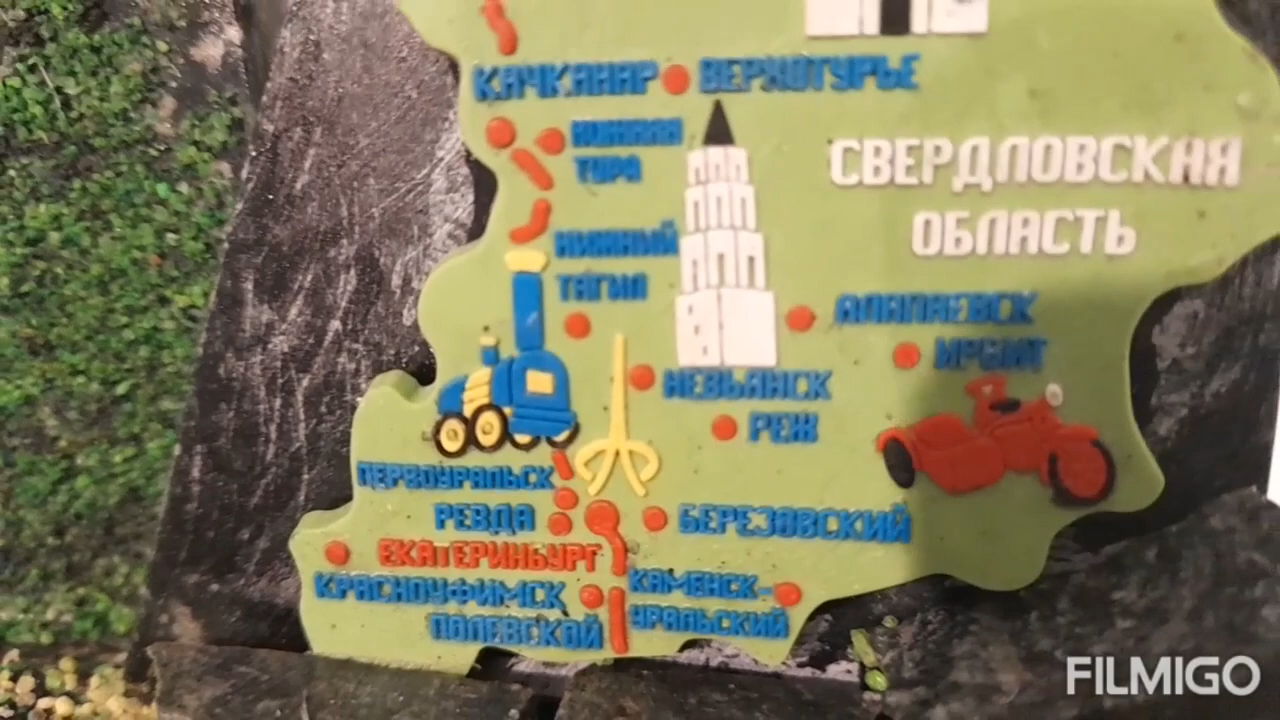 КАЧКАНАР ВЕРХОТУРЬЕ
НИЖНЯЯ
ТУРА
СВЕРДЛОВСКАЯ
ОБЛАСТЬ
НИЖНИЙ
ТАГИЛ
АЛАПАЕВСК
ИРБИТ
НЕВЬЯНСК
РЕЖ
ПЕРВОУРАЛЬСК
РЕВДА
БЕРЕЗОВСКИЙ
ЕКАТЕРИНБУРГ
КРАСНОУФИМСК
КАМЕНСК-
УРАЛЬСКИЙ
ПОЛЕВСКОЙ
FILMIGO